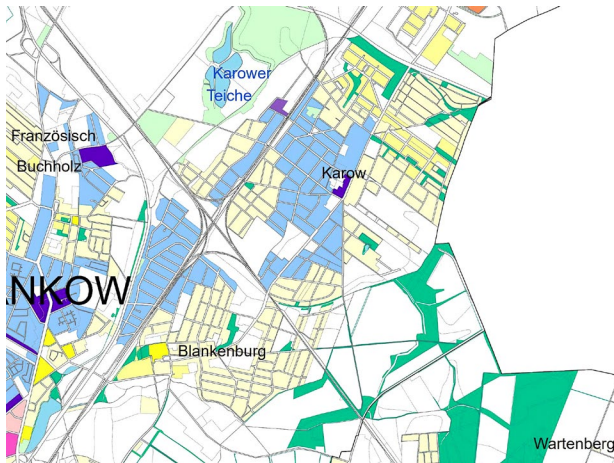 Karower
Teiche
Französisch
Buchholz
Karow
ANKOW
Blankenburg
Wartenberg